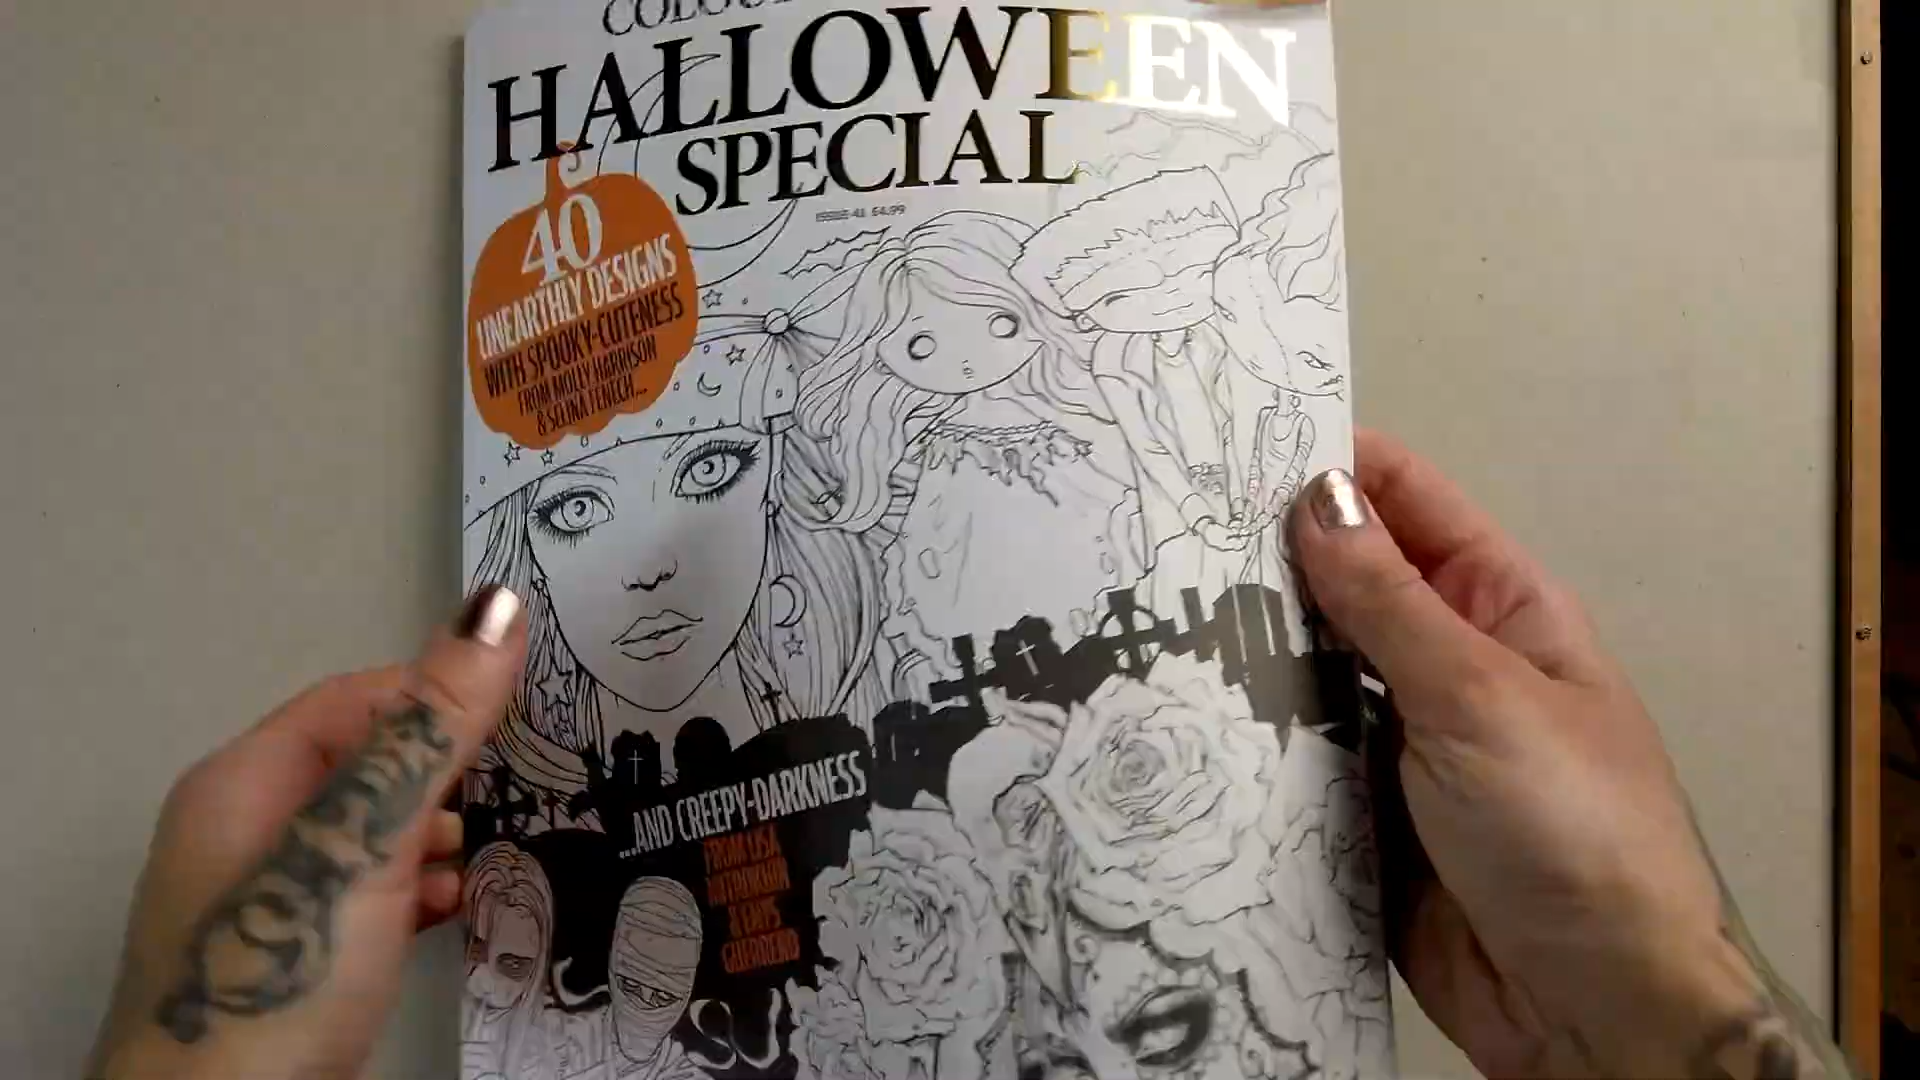 HALLOWEEN
SPECIAL
ISSUE 41 £4.99
40
UNEARTHLY DESIGNS
WITH SPOOKY-CUTENESS
FROM MOLLY HARRISON
& SELINA FENECH...
...AND CREEPY-DARKNESS
FROM LISA
& 
GUERRERO